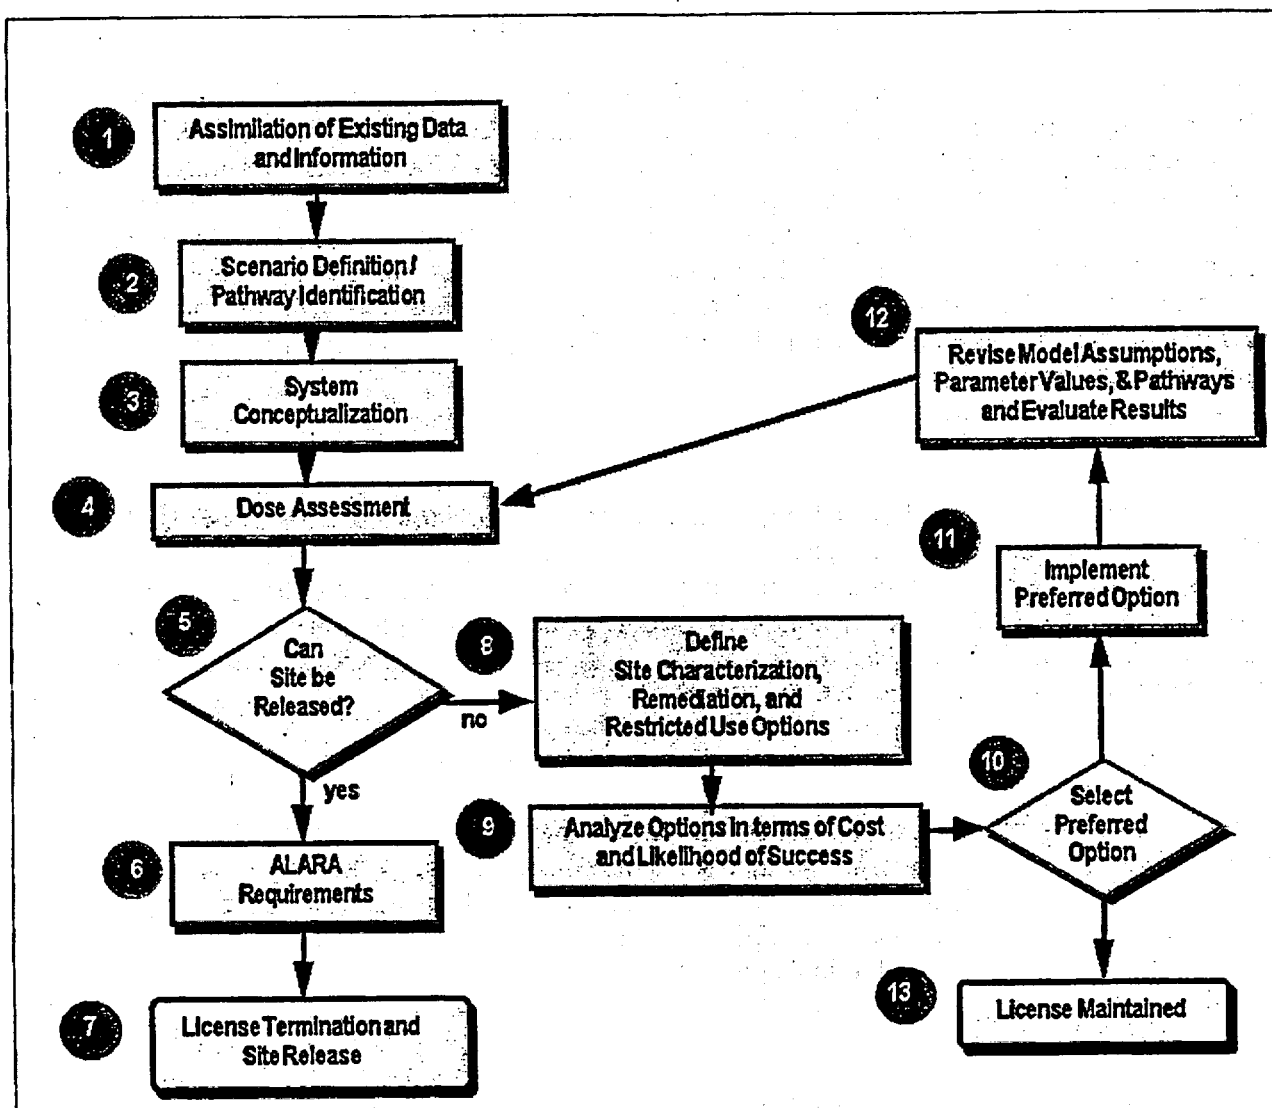 1
Assimilation of Existing Data
and Information
2
Scenario Definition/
Pathway Identification
3
System
Conceptualization
4
Dose Assessment
5
Can
Site be
Released?
no
yes
6
ALARA
Requirements
7
License Termination and
Site Release
8
Define
Site Characterization,
Remediation, and
Restricted Use Options
9
Analyze Options in terms of Cost
and Likelihood of Success
10
Select
Preferred
Option
11
Implement
Preferred Option
12
Revise Model Assumptions,
Parameter Values, & Pathways
and Evaluate Results
13
License Maintained